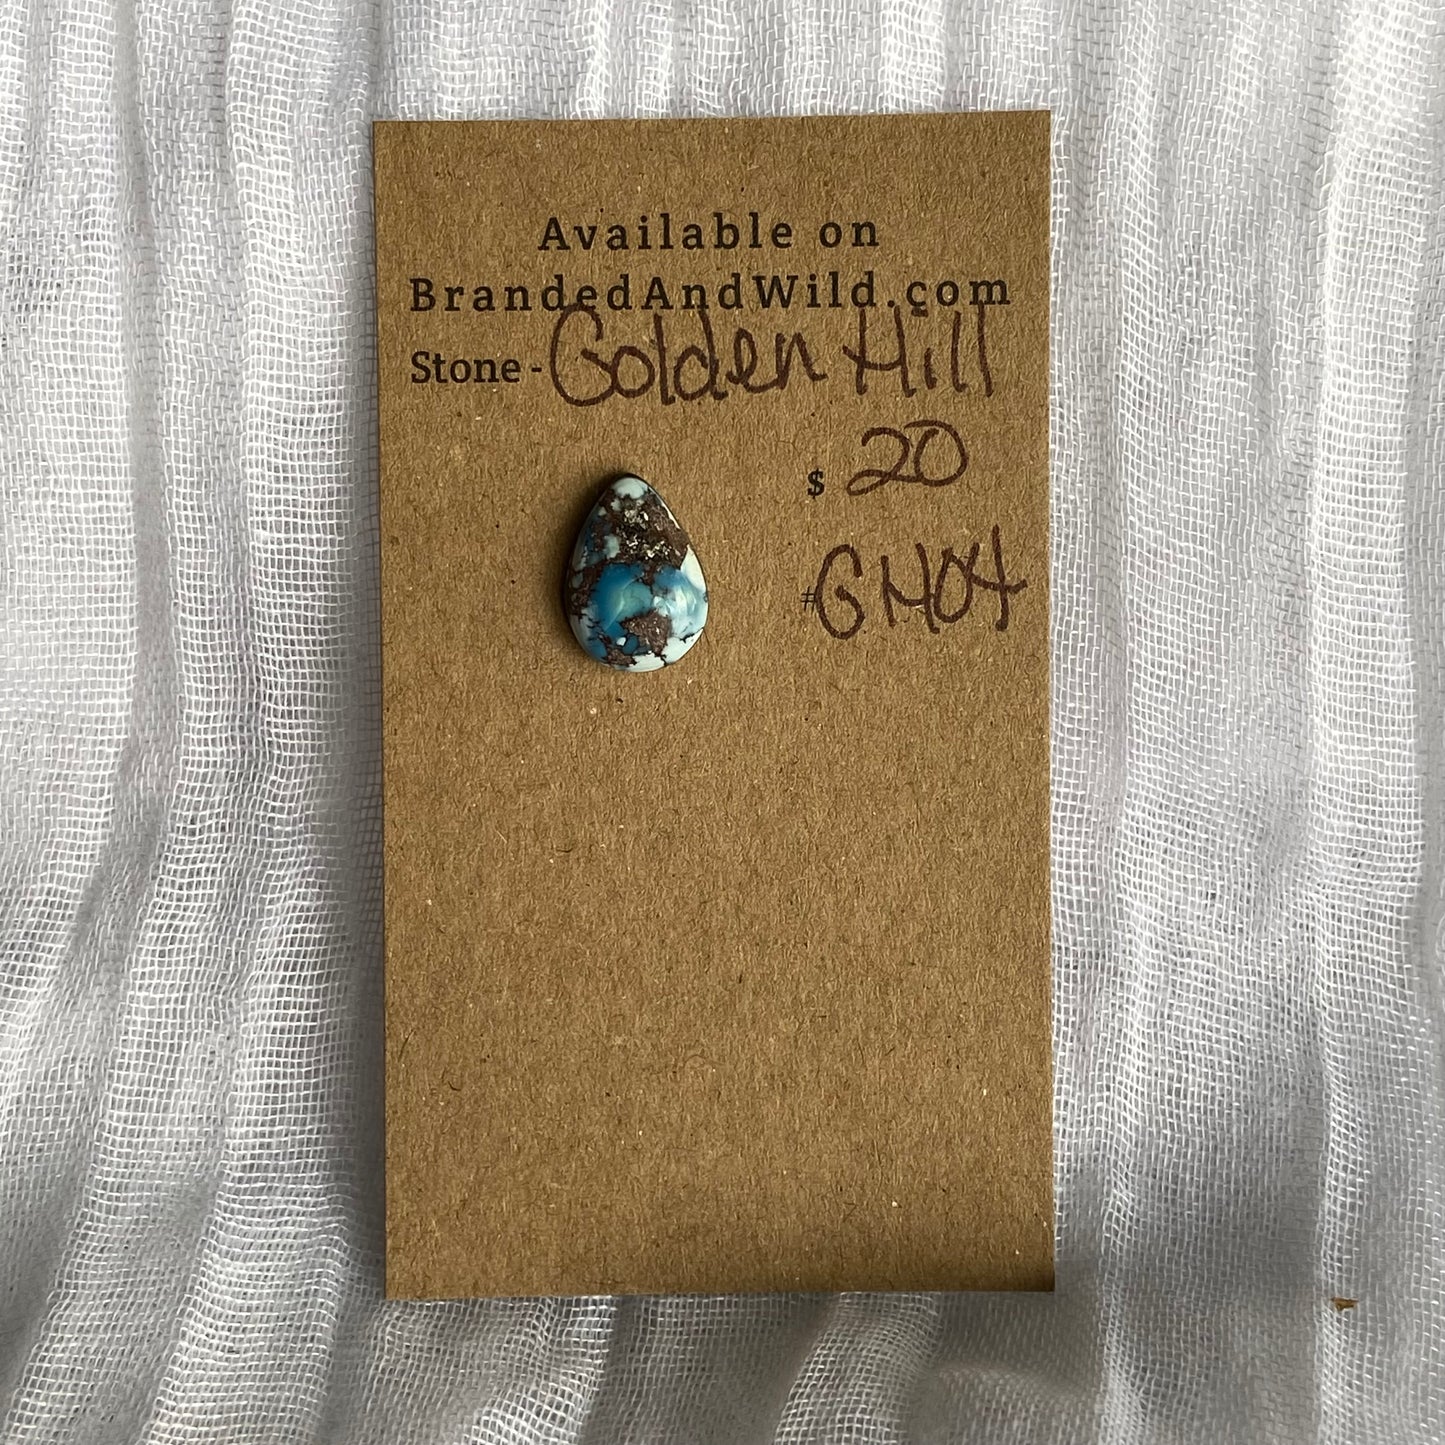 Available on
BrandedAndWild.com
Stone - Golden Hill
$ 20
# GH04